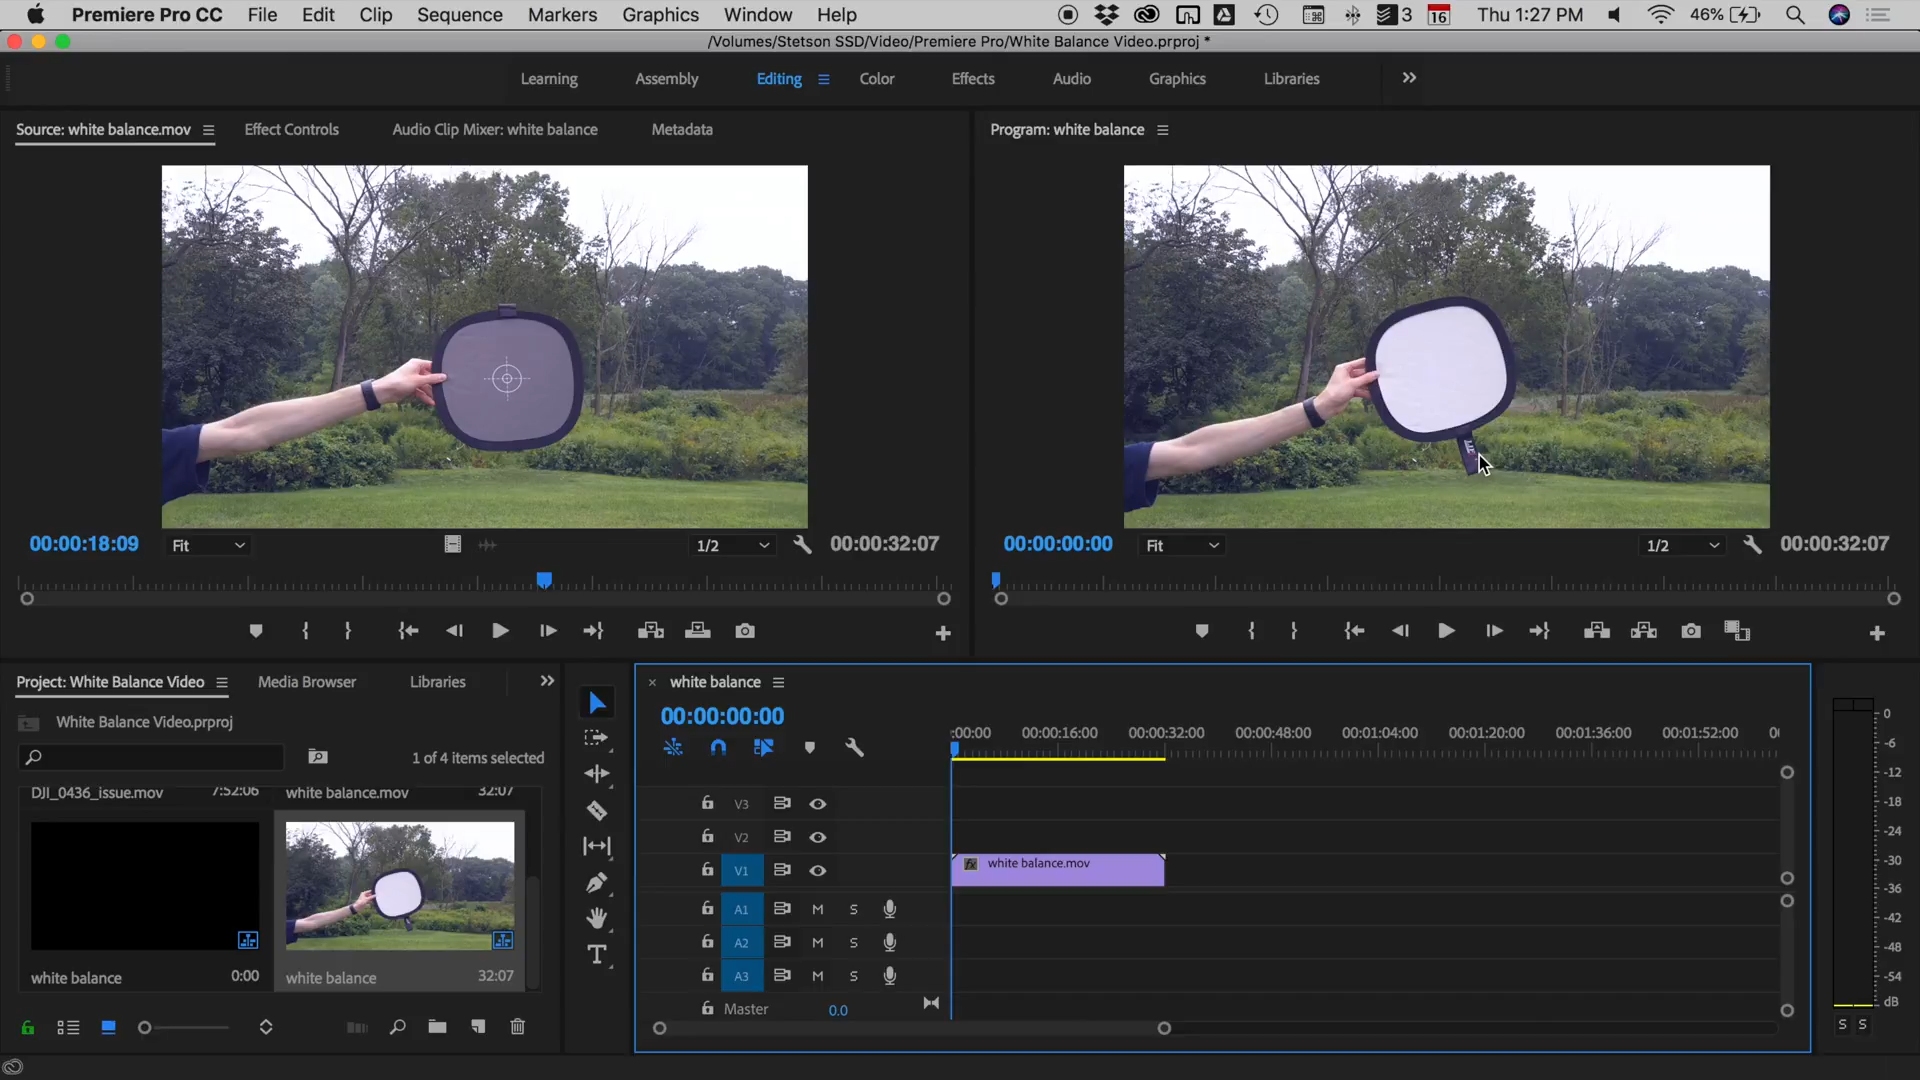 Premiere Pro CC File Edit Clip Sequence Markers Graphics Window Help 3 16 Thu 1:27 PM 46%
/Volumes/Stetson SSD/Video/Premiere Pro/White Balance Video.prproj *
Learning Assembly Editing Color Effects Audio Graphics Libraries
Source: white balance.mov Effect Controls Audio Clip Mixer: white balance Metadata
Program: white balance
00:00:18:09 Fit 1/2 00:00:32:07
00:00:00:00 Fit 1/2 00:00:32:07
Project: White Balance Video Media Browser Libraries
White Balance Video.prproj
1 of 4 items selected
DJI_0436_issue.mov 7:52:06 white balance.mov 32:07
white balance 0:00 white balance 32:07
white balance
00:00:00:00
:00:00 00:00:16:00 00:00:32:00 00:00:48:00 00:01:04:00 00:01:20:00 00:01:36:00 00:01:52:00
V3
V2
V1 fx white balance.mov
A1 M S
A2 M S
A3 M S
Master 0.0
0
-6
-12
-18
-24
-30
-36
-42
-48
-54
dB
S S